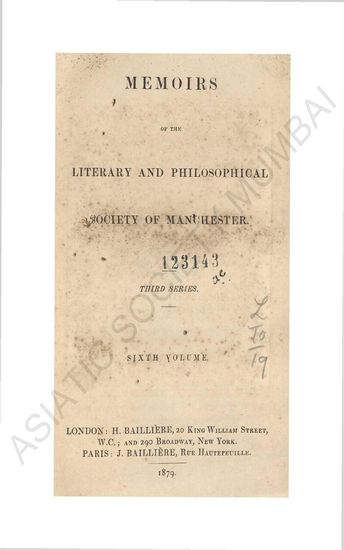 MEMOIRS
OF THE
LITERARY AND PHILOSOPHICAL
SOCIETY OF MANCHESTER.
123143
THIRD SERIES.
SIXTH VOLUME
LONDON: H. BAILLIÈRE, 20 KING WILLIAM STREET,
W.C.; AND 290 BROADWAY, NEW YORK.
PARIS: J. BAILLIÈRE, RUE HAUTEFEUILLE.
1879.
ASIATIC SOCIETY MUMBAI